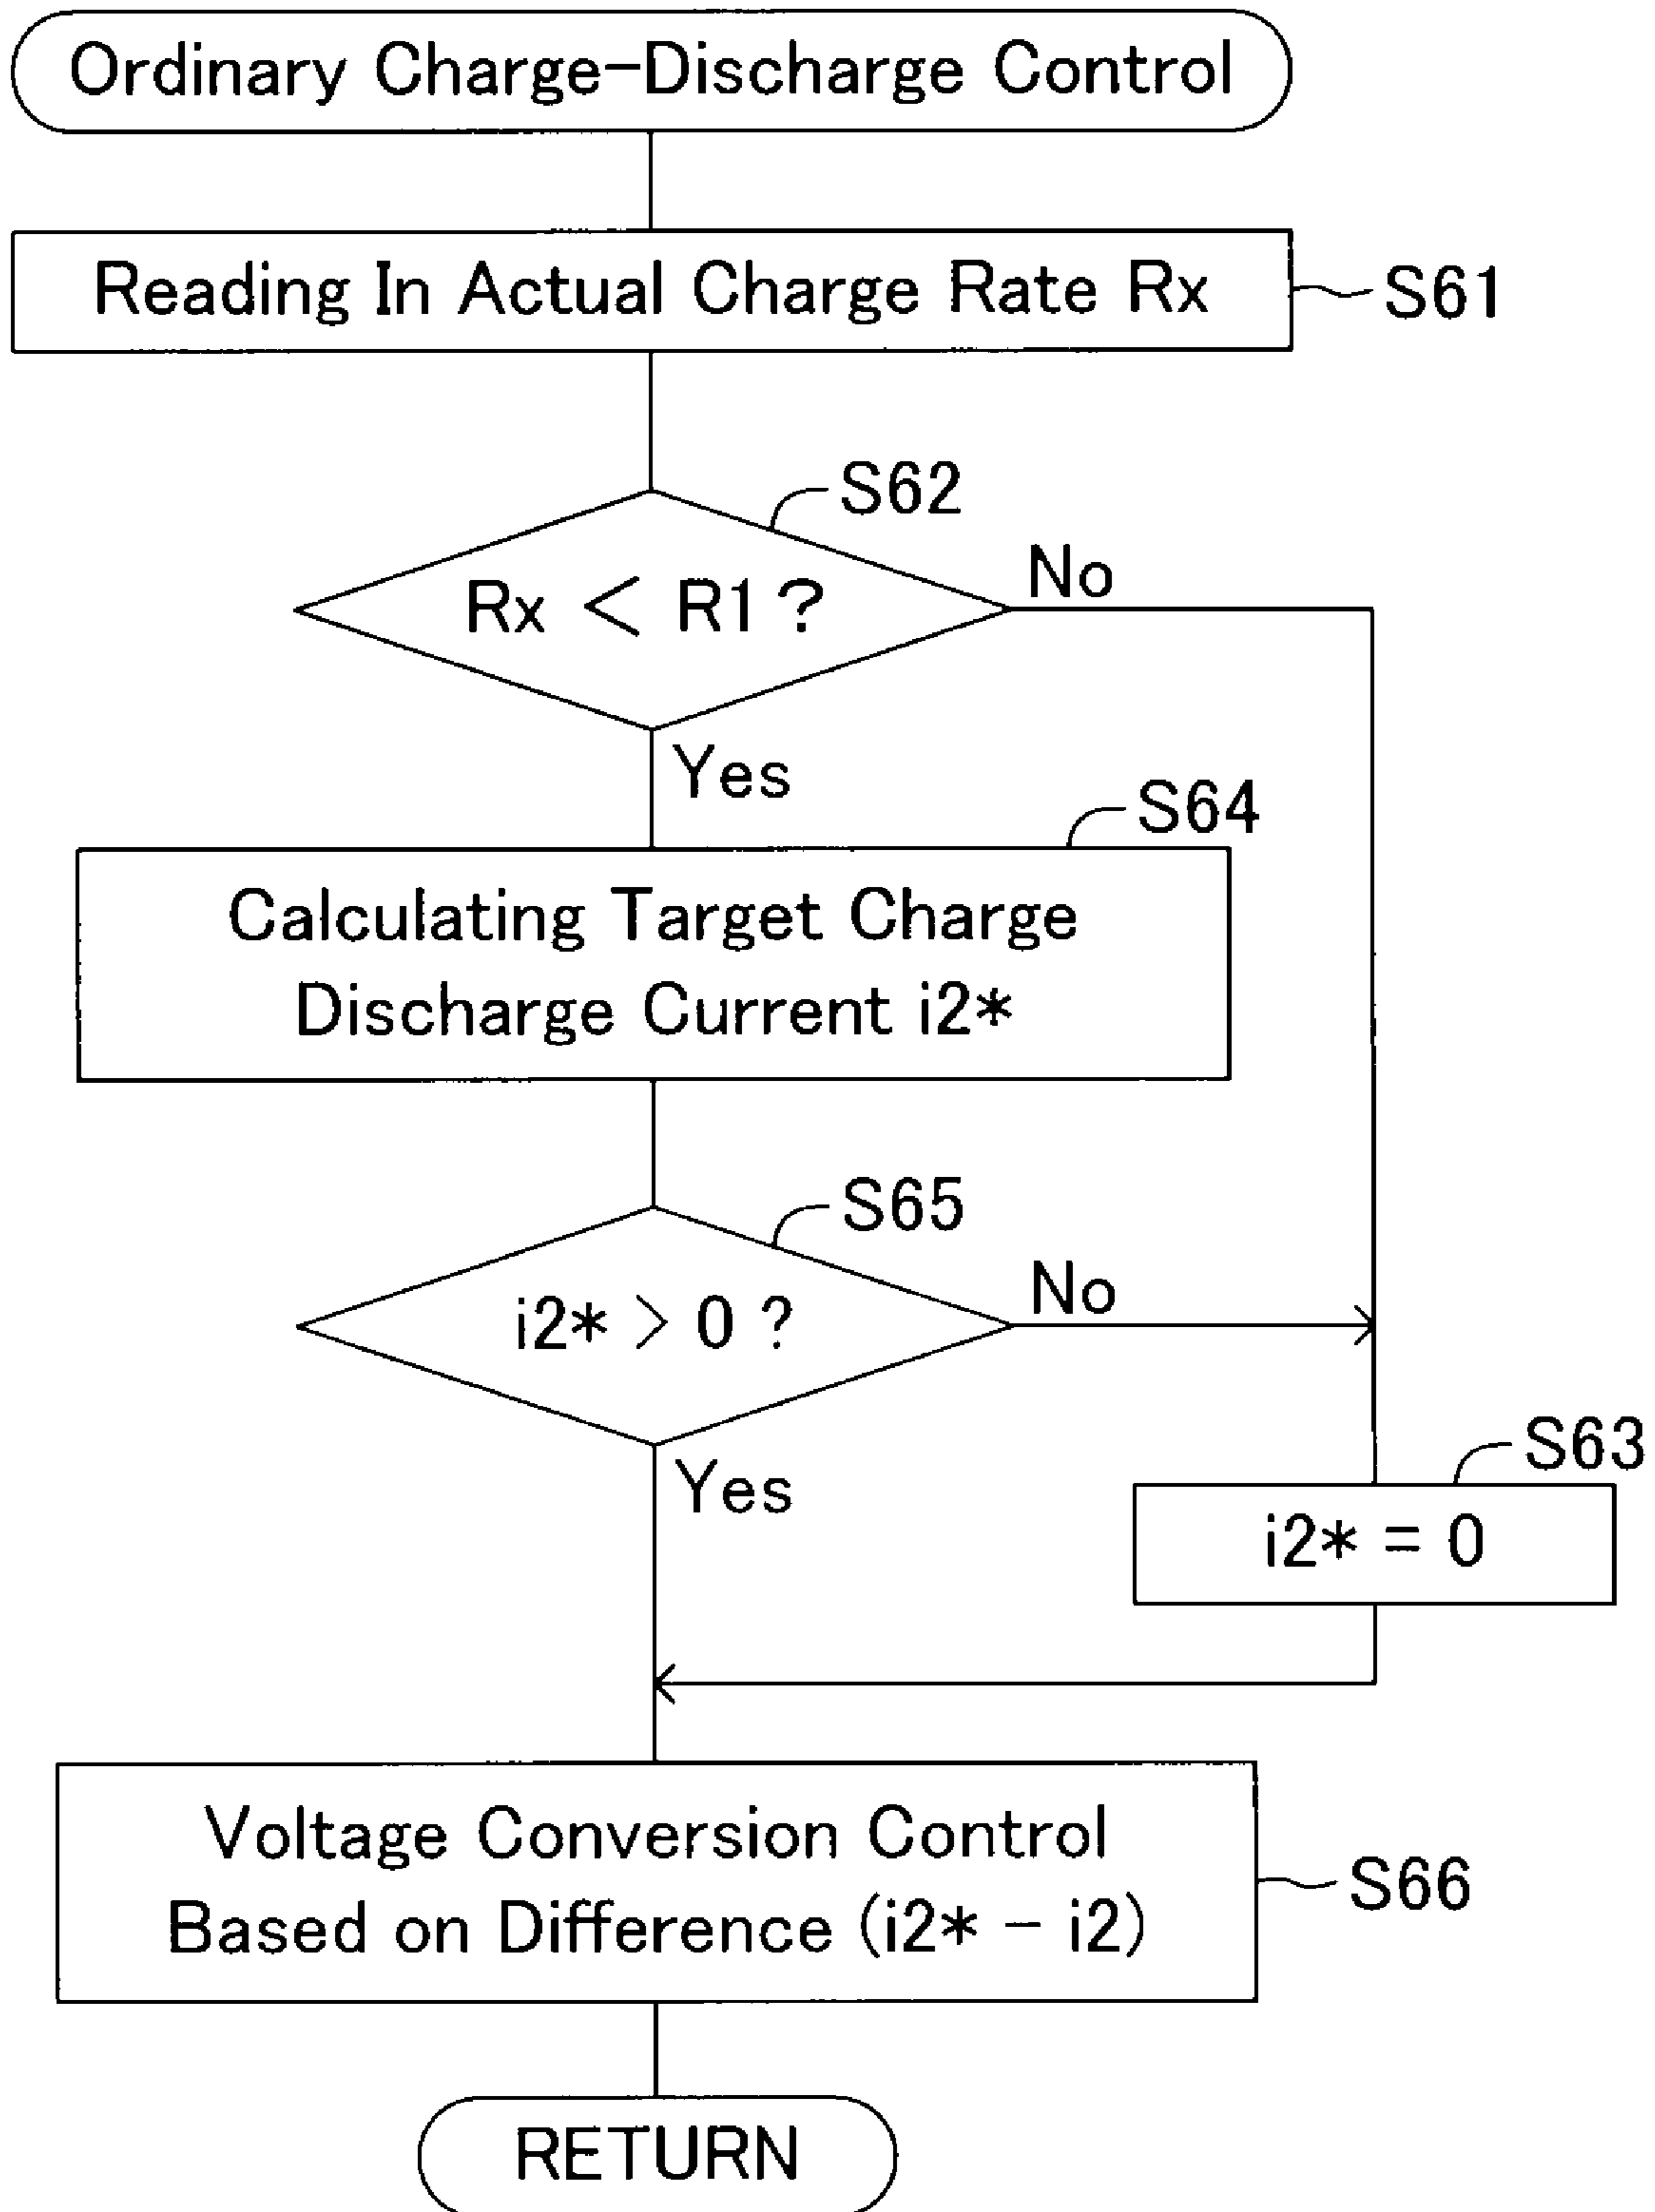 Ordinary Charge-Discharge Control
Reading In Actual Charge Rate Rx
S61
S62
Rx < R1 ?
No
Yes
S64
Calculating Target Charge
Discharge Current i2*
S65
i2* > 0 ?
No
Yes
S63
i2* = 0
Voltage Conversion Control
Based on Difference (i2* - i2)
S66
RETURN